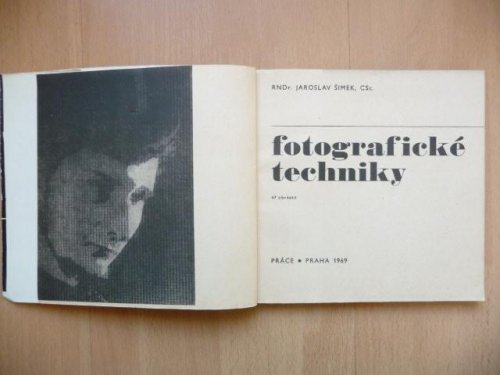 RNDr. JAROSLAV ŠIMEK, CSc.
fotografické
techniky
PRÁCE • PRAHA 1969